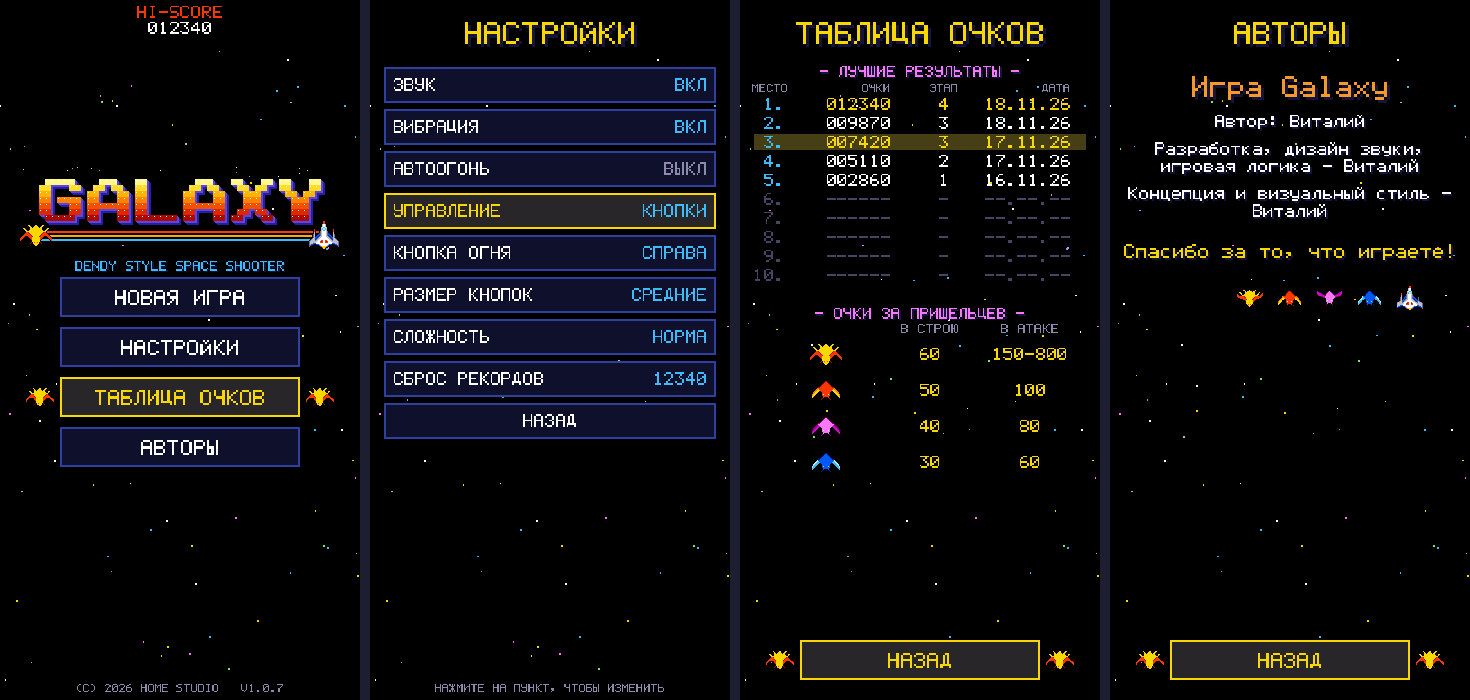 HI-SCORE
012340
GALAXY
DENDY STYLE SPACE SHOOTER
НОВАЯ ИГРА
НАСТРОЙКИ
ТАБЛИЦА ОЧКОВ
АВТОРЫ
(C) 2026 HOME STUDIO V1.0.7
НАСТРОЙКИ
ЗВУК ВКЛ
ВИБРАЦИЯ ВКЛ
АВТООГОНЬ ВЫКЛ
УПРАВЛЕНИЕ КНОПКИ
КНОПКА ОГНЯ СПРАВА
РАЗМЕР КНОПОК СРЕДНИЕ
СЛОЖНОСТЬ НОРМА
СБРОС РЕКОРДОВ 12340
НАЗАД
НАЖМИТЕ НА ПУНКТ, ЧТОБЫ ИЗМЕНИТЬ
ТАБЛИЦА ОЧКОВ
- ЛУЧШИЕ РЕЗУЛЬТАТЫ -
МЕСТО ОЧКИ ЭТАП ДАТА
1. 012340 4 18.11.26
2. 009870 3 18.11.26
3. 007420 3 17.11.26
4. 005110 2 17.11.26
5. 002860 1 16.11.26
6. ------ - --.--.--
7. ------ - --.--.--
8. ------ - --.--.--
9. ------ - --.--.--
10. ------ - --.--.--
- ОЧКИ ЗА ПРИШЕЛЬЦЕВ -
В СТРОЮ В АТАКЕ
60 150-800
50 100
40 80
30 60
НАЗАД
АВТОРЫ
Игра Galaxy
Автор: Виталий
Разработка, дизайн звуки,
игровая логика - Виталий
Концепция и визуальный стиль -
Виталий
Спасибо за то, что играете!
НАЗАД